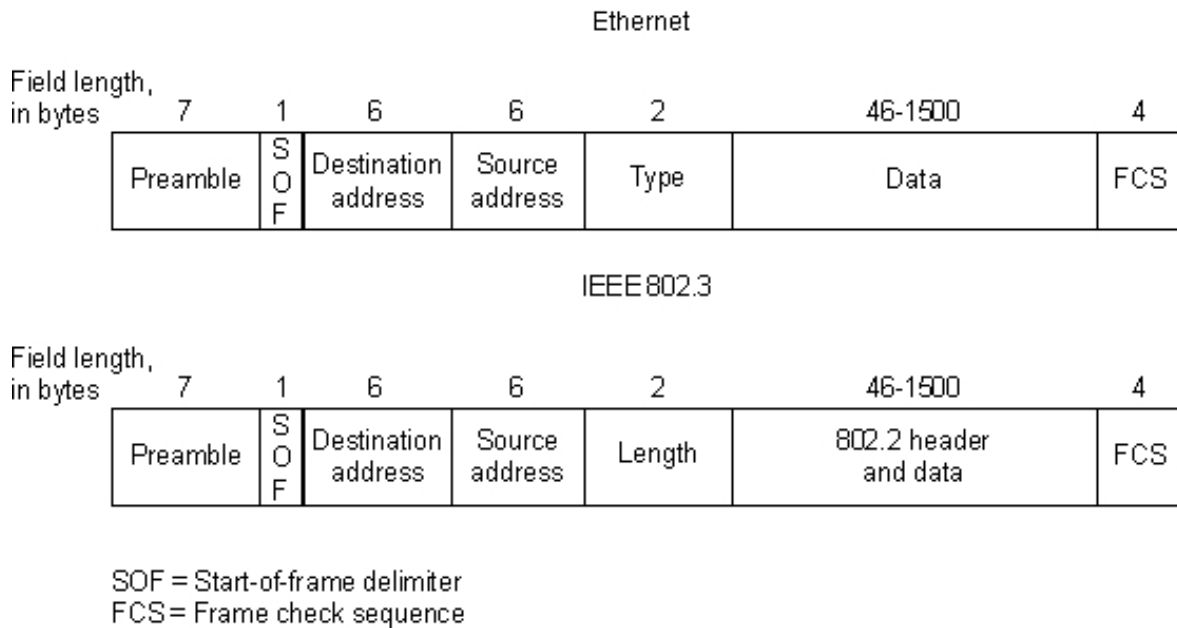 Ethernet
Field length,
in bytes 7 1 6 6 2 46-1500 4
Preamble S O F Destination address Source address Type Data FCS
IEEE 802.3
Field length,
in bytes 7 1 6 6 2 46-1500 4
Preamble S O F Destination address Source address Length 802.2 header and data FCS
SOF = Start-of-frame delimiter
FCS = Frame check sequence